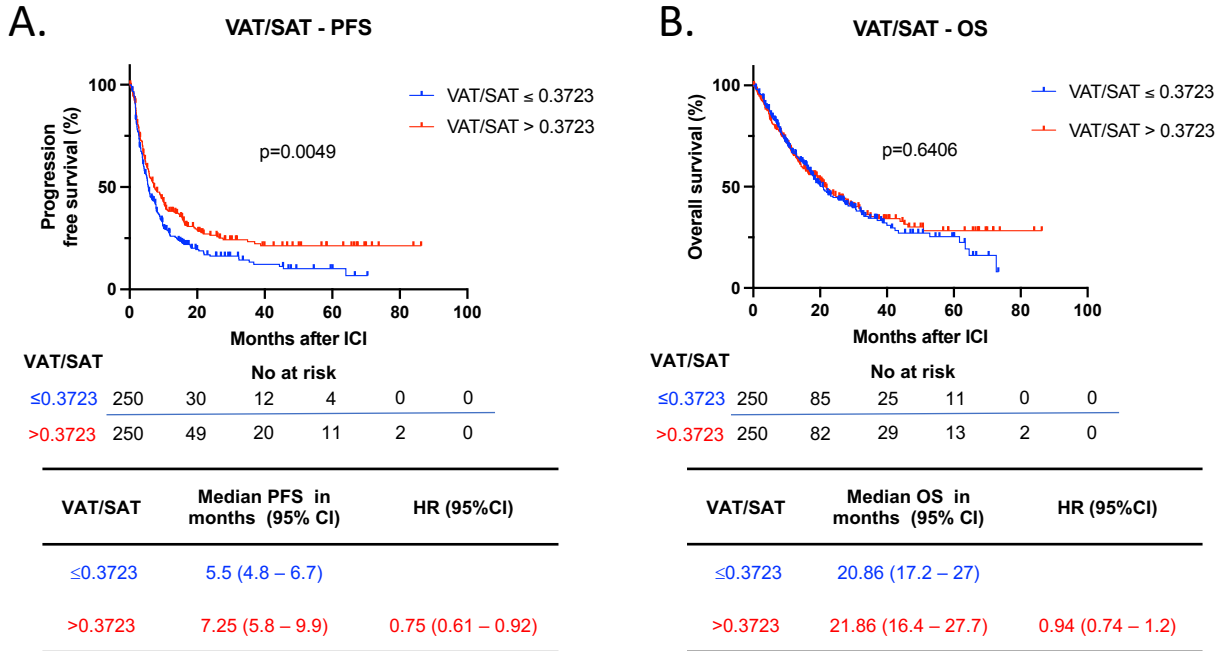 A.
VAT/SAT - PFS
Progression
free survival (%)
100
50
0
VAT/SAT ≤ 0.3723
VAT/SAT > 0.3723
p=0.0049
0 20 40 60 80 100
Months after ICI
VAT/SAT
No at risk
≤0.3723 250 30 12 4 0 0
>0.3723 250 49 20 11 2 0
VAT/SAT Median PFS in months (95% CI) HR (95%CI)
≤0.3723 5.5 (4.8 – 6.7)
>0.3723 7.25 (5.8 – 9.9) 0.75 (0.61 – 0.92)
B.
VAT/SAT - OS
Overall survival (%)
100
50
0
VAT/SAT ≤ 0.3723
VAT/SAT > 0.3723
p=0.6406
0 20 40 60 80 100
Months after ICI
VAT/SAT
No at risk
≤0.3723 250 85 25 11 0 0
>0.3723 250 82 29 13 2 0
VAT/SAT Median OS in months (95% CI) HR (95%CI)
≤0.3723 20.86 (17.2 – 27)
>0.3723 21.86 (16.4 – 27.7) 0.94 (0.74 – 1.2)